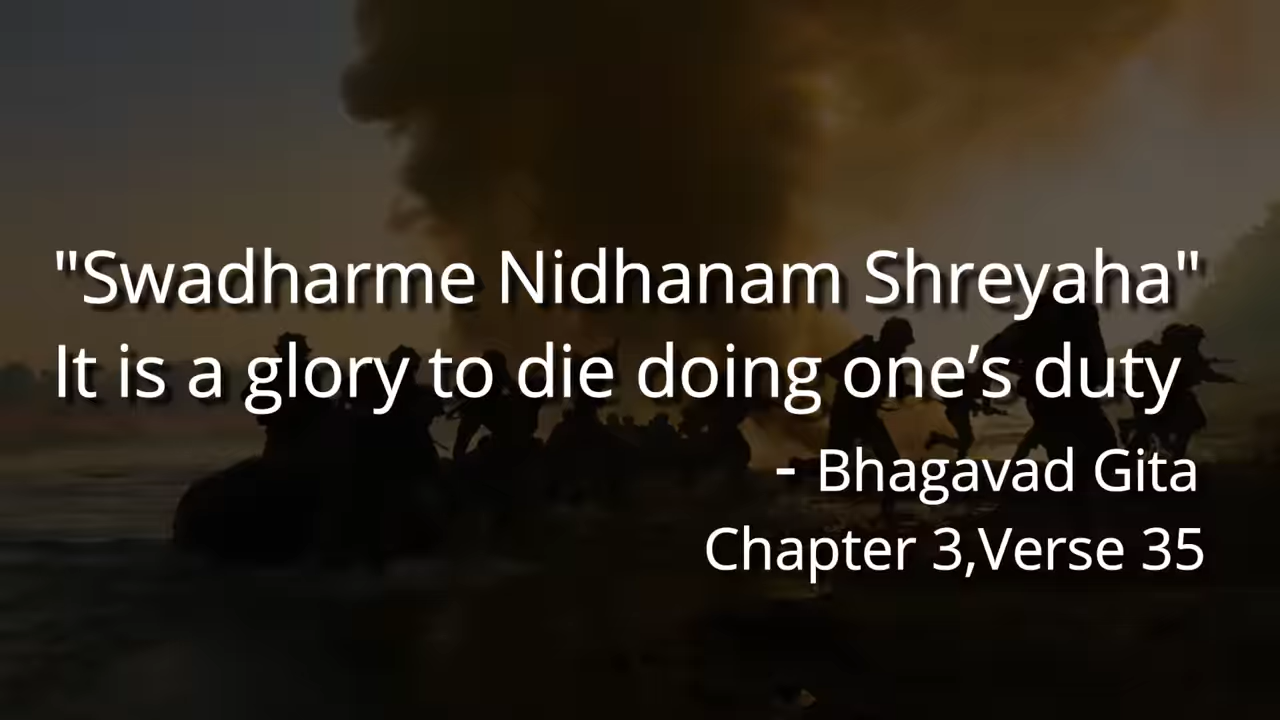 "Swadharme Nidhanam Shreyaha"
It is a glory to die doing one’s duty
- Bhagavad Gita
Chapter 3,Verse 35